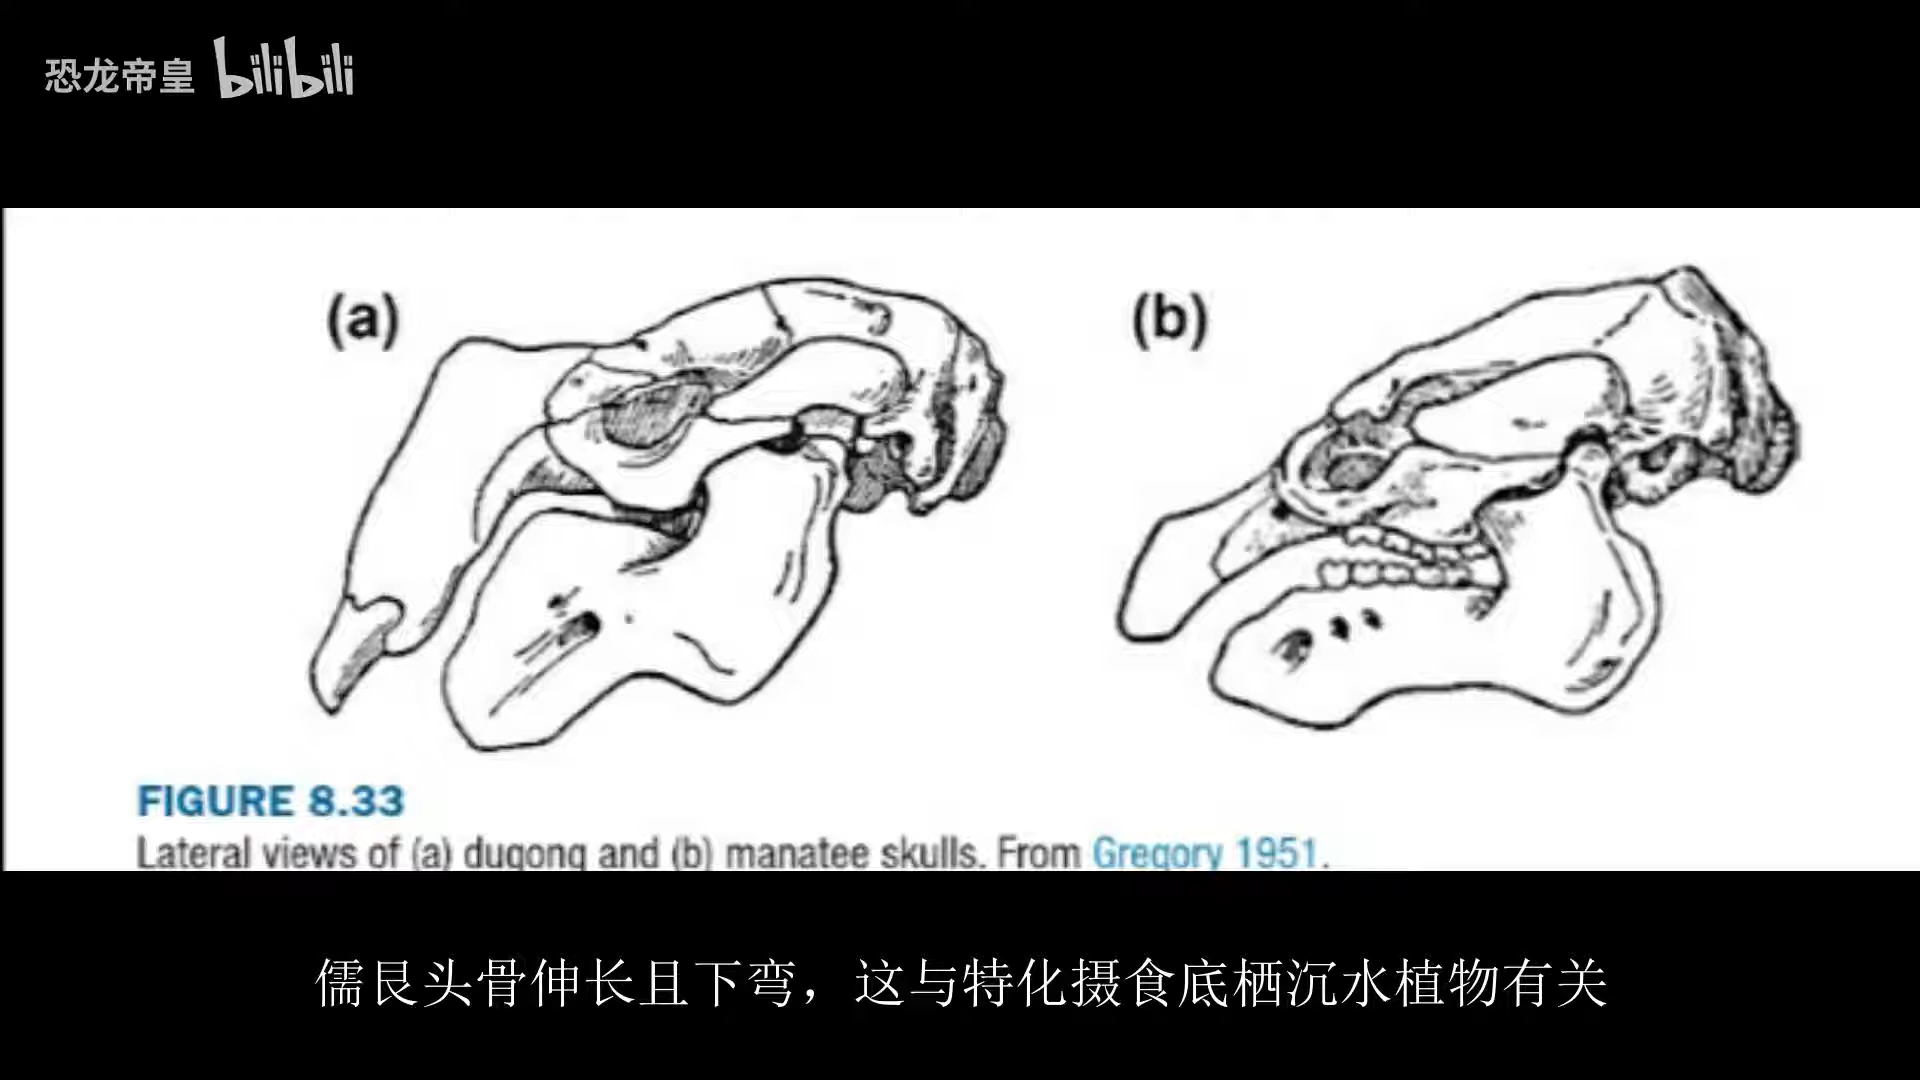 恐龙帝皇 bilibili
(a)
(b)
FIGURE 8.33
Lateral views of (a) dugong and (b) manatee skulls. From Gregory 1951.
儒艮头骨伸长且下弯，这与特化摄食底栖沉水植物有关